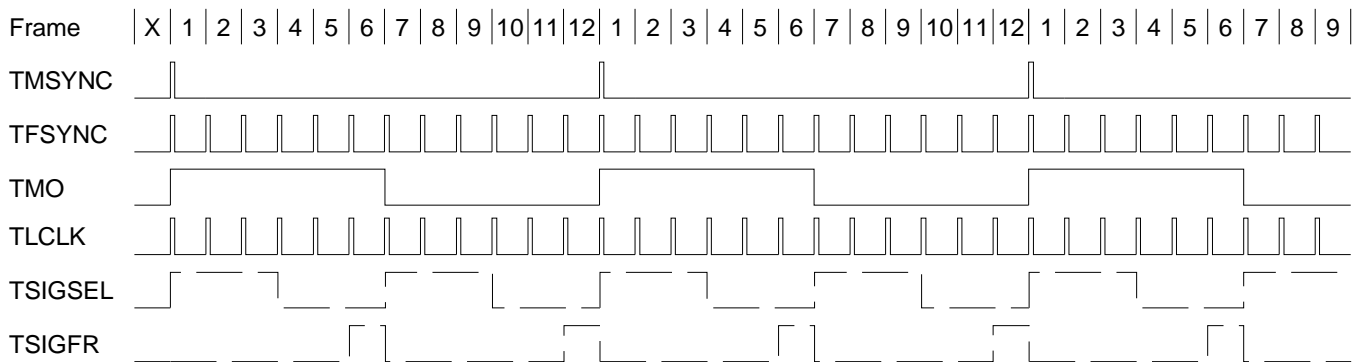 Frame X 1 2 3 4 5 6 7 8 9 10 11 12 1 2 3 4 5 6 7 8 9 10 11 12 1 2 3 4 5 6 7 8 9
TMSYNC
TFSYNC
TMO
TLCLK
TSIGSEL
TSIGFR